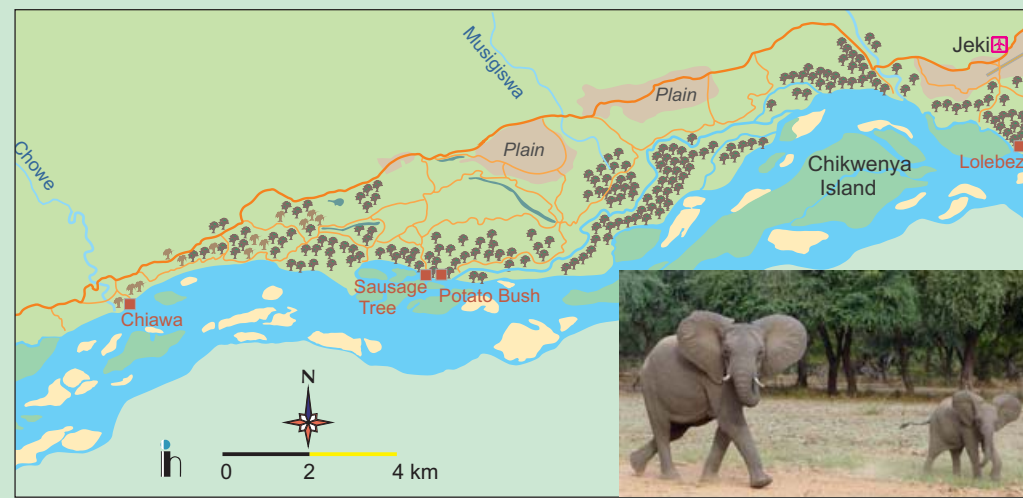 Musigiswa
Jeki
Plain
Plain
Chowe
Chikwenya
Island
Lolebez
Sausage
Tree
Potato Bush
Chiawa
N
0 2 4 km